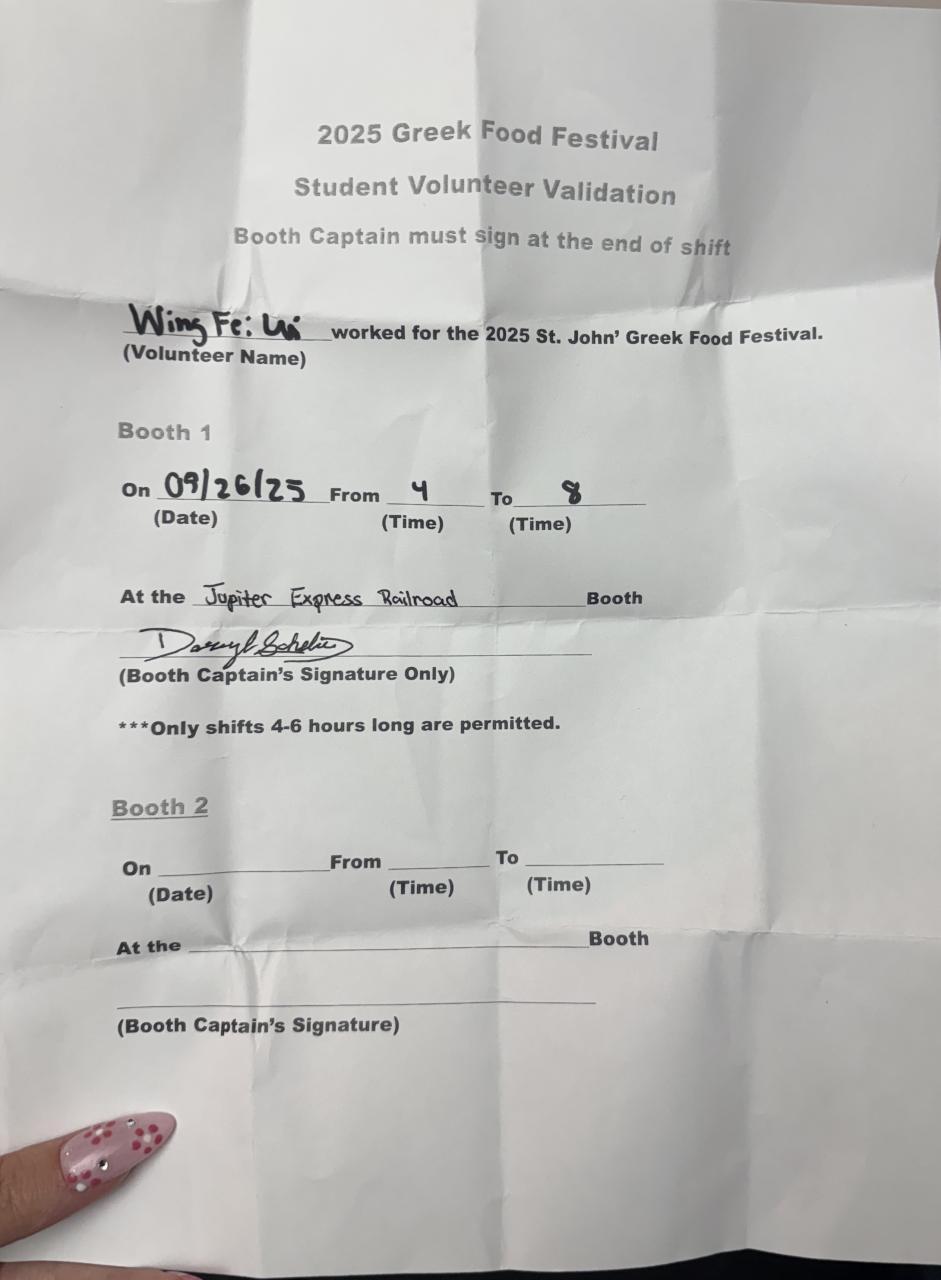 2025 Greek Food Festival
Student Volunteer Validation
Booth Captain must sign at the end of shift
Wing Fei worked for the 2025 St. John' Greek Food Festival.
(Volunteer Name)
Booth 1
On 09/26/25 From 4 To 8
(Date) (Time) (Time)
At the Jupiter Express Railroad Booth
(Booth Captain's Signature Only)
***Only shifts 4-6 hours long are permitted.
Booth 2
On From To
(Date) (Time) (Time)
At the Booth
(Booth Captain's Signature)